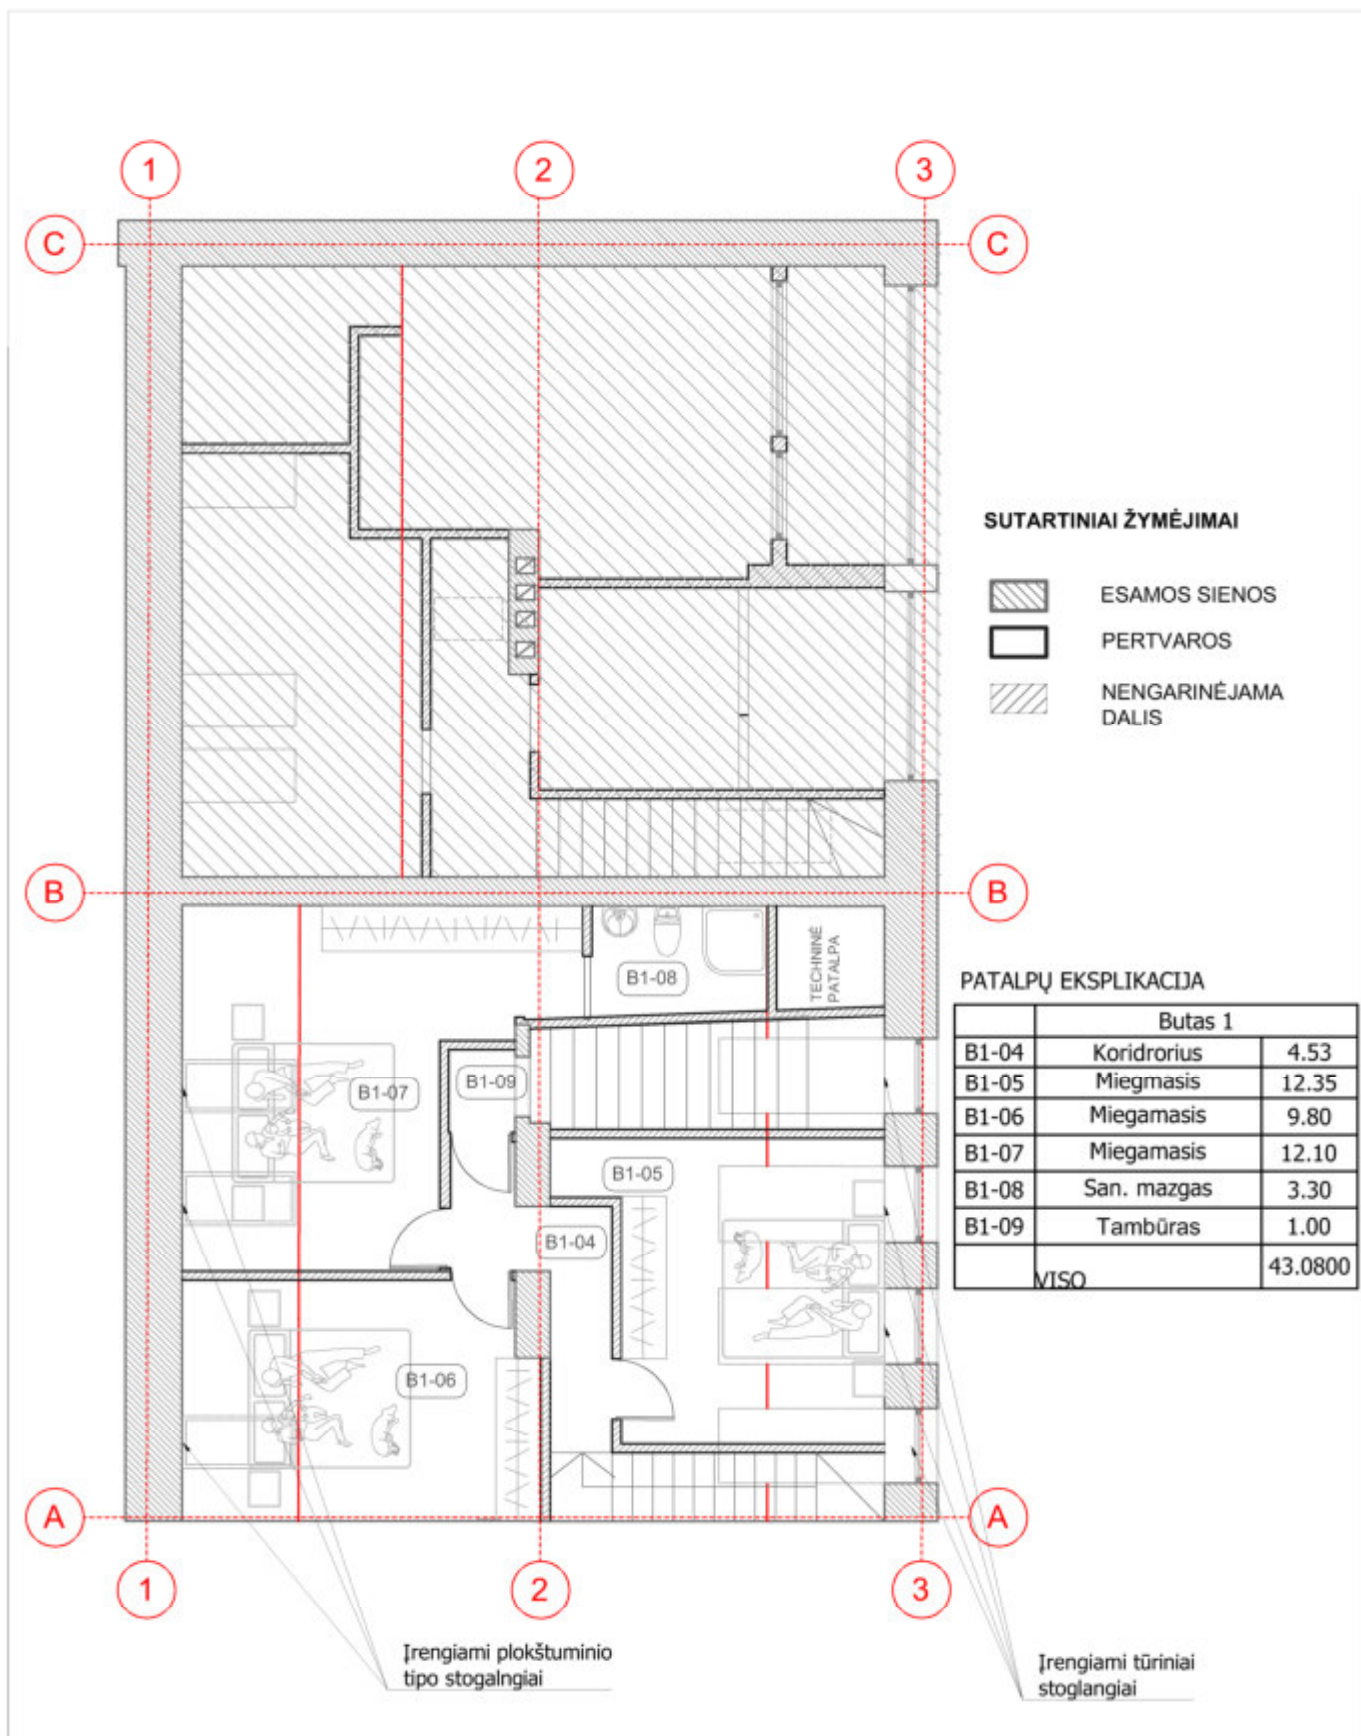 1 2 3
C C
SUTARTINIAI ŽYMĖJIMAI
ESAMOS SIENOS
PERTVAROS
NENGARINĖJAMA
DALIS
B B
TECHNINĖ
PATALPA
B1-08
B1-09
B1-07
B1-05
B1-04
B1-06
PATALPŲ EKSPLIKACIJA
Butas 1
B1-04 Koridrorius 4.53
B1-05 Miegmasis 12.35
B1-06 Miegamasis 9.80
B1-07 Miegamasis 12.10
B1-08 San. mazgas 3.30
B1-09 Tambūras 1.00
VISO 43.0800
A A
1 2 3
Įrengiami plokštuminio
tipo stogalngiai
Įrengiami tūriniai
stoglangiai